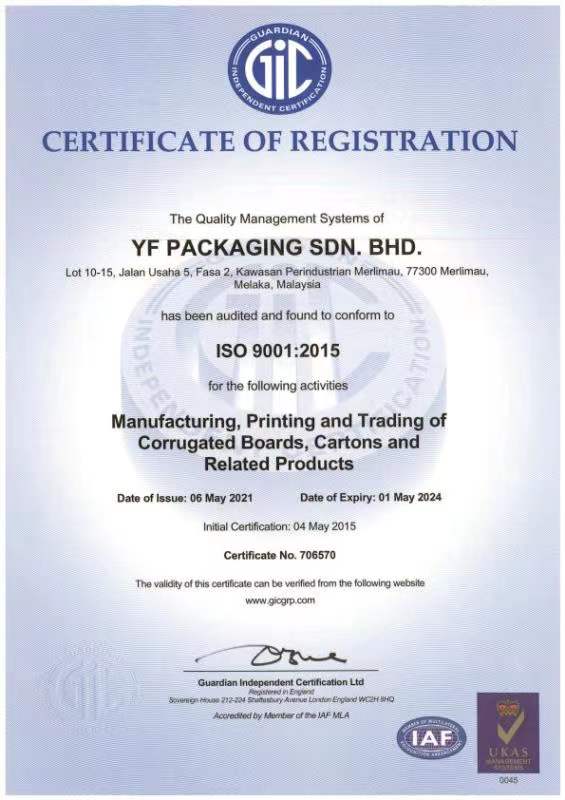 GUARDIAN
GIC
INDEPENDENT CERTIFICATION
CERTIFICATE OF REGISTRATION
The Quality Management Systems of
YF PACKAGING SDN. BHD.
Lot 10-15, Jalan Usaha 5, Fasa 2, Kawasan Perindustrian Merlimau, 77300 Merlimau,
Melaka, Malaysia
has been audited and found to conform to
ISO 9001:2015
for the following activities
Manufacturing, Printing and Trading of
Corrugated Boards, Cartons and
Related Products
Date of Issue: 06 May 2021 Date of Expiry: 01 May 2024
Initial Certification: 04 May 2015
Certificate No. 706570
The validity of this certificate can be verified from the following website
www.gicgrp.com
Guardian Independent Certification Ltd
Registered in England
Sovereign House 212-224 Shaftesbury Avenue London England WC2H 8HQ
Accredited by Member of the IAF MLA
MEMBER OF MULTILATERAL
IAF
RECOGNITION ARRANGEMENT
UKAS
MANAGEMENT
SYSTEMS
0045